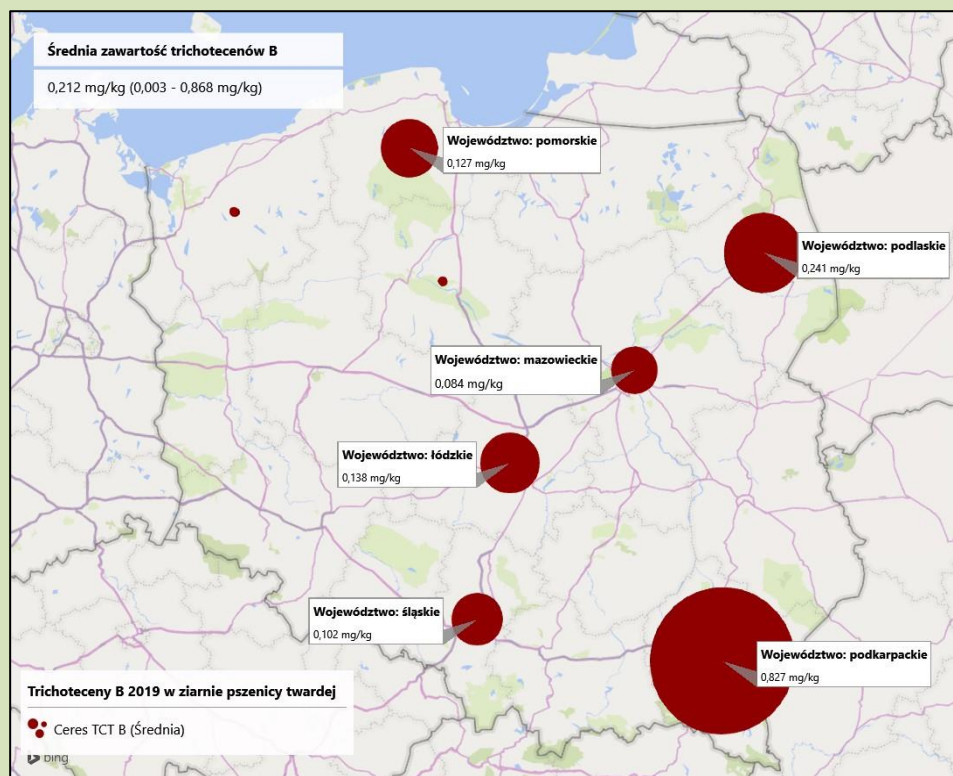 Średnia zawartość trichotecenów B
0,212 mg/kg (0,003 - 0,868 mg/kg)
Województwo: pomorskie
0,127 mg/kg
Województwo: podlaskie
0,241 mg/kg
Województwo: mazowieckie
0,084 mg/kg
Województwo: łódzkie
0,138 mg/kg
Województwo: śląskie
0,102 mg/kg
Województwo: podkarpackie
0,827 mg/kg
Trichoteceny B 2019 w ziarnie pszenicy twardej
Ceres TCT B (Średnia)
bing